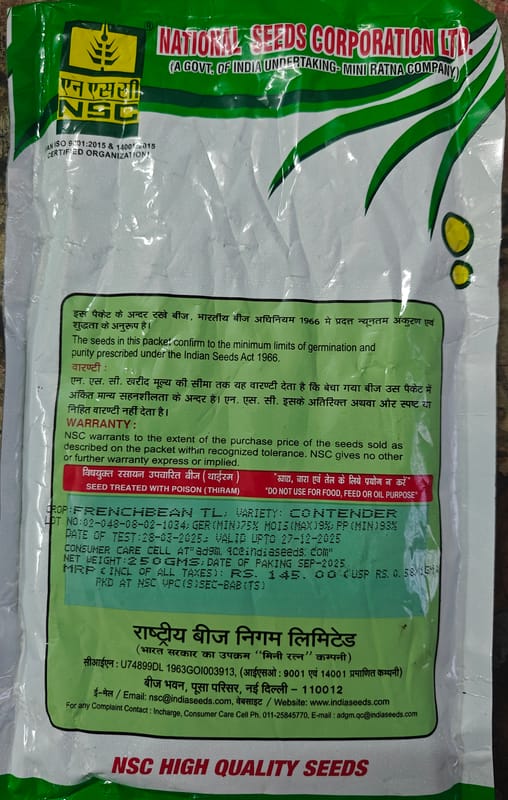 NATIONAL SEEDS CORPORATION LTD.
(A GOVT. OF INDIA UNDERTAKING- MINI RATNA COMPANY)
®
एन एस सी
NSC
AN ISO 9001:2015 & 14001:2015
CERTIFIED ORGANIZATION
इस पैकेट के अन्दर रखे बीज, भारतीय बीज अधिनियम 1966 मे प्रदत्त न्यूनतम अंकुरण एवं
शुद्धता के अनुरूप है।
The seeds in this packet confirm to the minimum limits of germination and
purity prescribed under the Indian Seeds Act 1966.
वारण्टी :
एन. एस. सी. खरीद मूल्य की सीमा तक यह वारण्टी देता है कि बेचा गया बीज उस पैकेट में
अंकित मान्य सहनशीलता के अन्दर है। एन. एस. सी. इसके अतिरिक्त अथवा ओर स्पष्ट या
निहित वारण्टी नहीं देता है।
WARRANTY:
NSC warrants to the extent of the purchase price of the seeds sold as
described on the packet within recognized tolerance. NSC gives no other
or further warranty express or implied.
विषयुक्त रसायन उपचारित बीज (थाईरम) "खाद्य, चारा एवं तेल के लिये प्रयोग न करें"
SEED TREATED WITH POISON (THIRAM) "DO NOT USE FOR FOOD, FEED OR OIL PURPOSE"
CROP:FRENCHBEAN TL, VARIETY: CONTENDER
LOT NO:02-048-08-02-1034;GER(MIN)75% MOIS(MAX)9%;PP(MIN)98%
DATE OF TEST:28-03-2025; VALID UPTO 27-12-2025
CONSUMER CARE CELL AT"adgm.qc@indiaseeds.com"
NET WEIGHT:250GMS;DATE OF PAKING SEP-2025
MRP (INCL OF ALL TAXES): RS. 145.00(USP RS. 0.58
PKD AT NSC VPC(S)SEC-BAB(TS)
राष्ट्रीय बीज निगम लिमिटेड
(भारत सरकार का उपक्रम "मिनी रत्न" कम्पनी)
सीआईएन : U74899DL 1963GOI003913, (आईएसओ : 9001 एवं 14001 प्रमाणित कम्पनी)
बीज भवन, पूसा परिसर, नई दिल्ली – 110012
ई-मेल / Email: nsc@indiaseeds.com, वेबसाइट / Website: www.indiaseeds.com
For any Complaint Contact : Incharge, Consumer Care Cell Ph. 011-25845770, E-mail : adgm.qc@indiaseeds.com
NSC HIGH QUALITY SEEDS